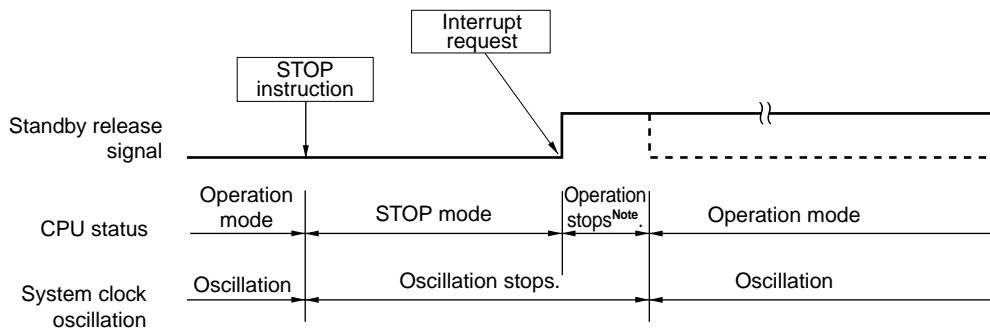 Interrupt
request
STOP
instruction
Standby release
signal
CPU status
Operation
mode
STOP mode
Operation
stopsNote.
Operation mode
System clock
oscillation
Oscillation
Oscillation stops.
Oscillation